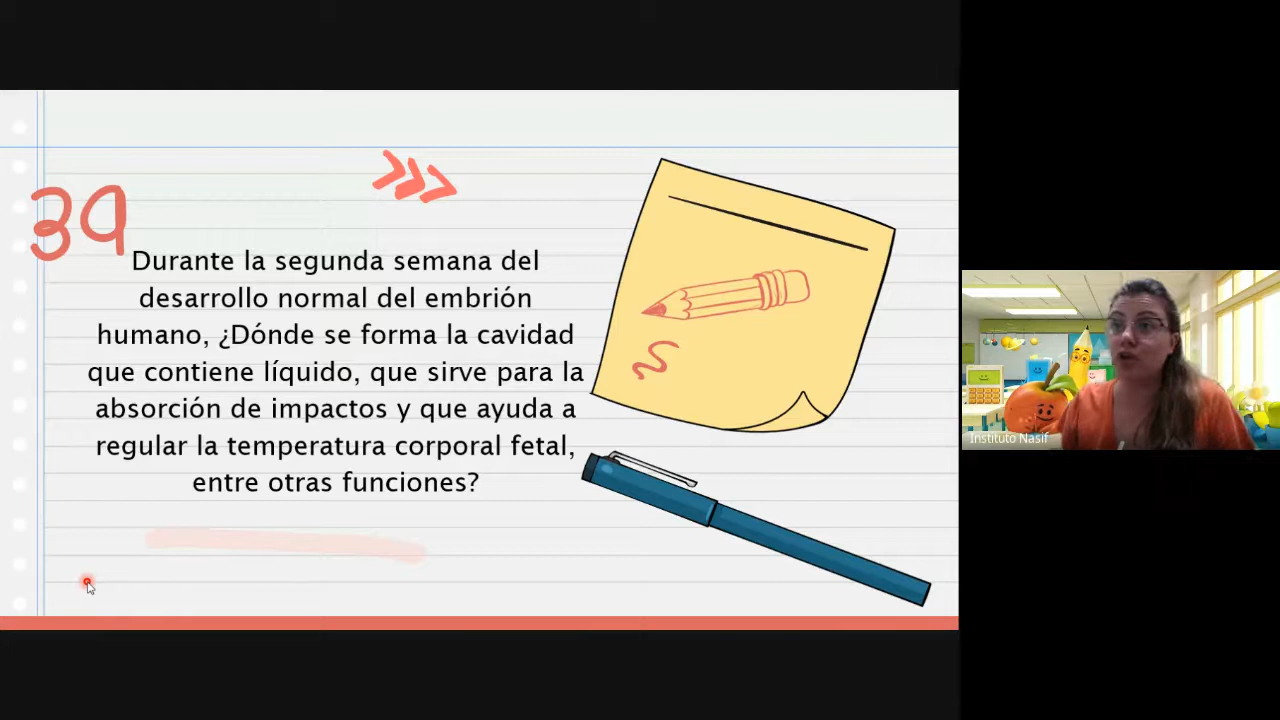 39
Durante la segunda semana del
desarrollo normal del embrión
humano, ¿Dónde se forma la cavidad
que contiene líquido, que sirve para la
absorción de impactos y que ayuda a
regular la temperatura corporal fetal,
entre otras funciones?
Instituto Nasif